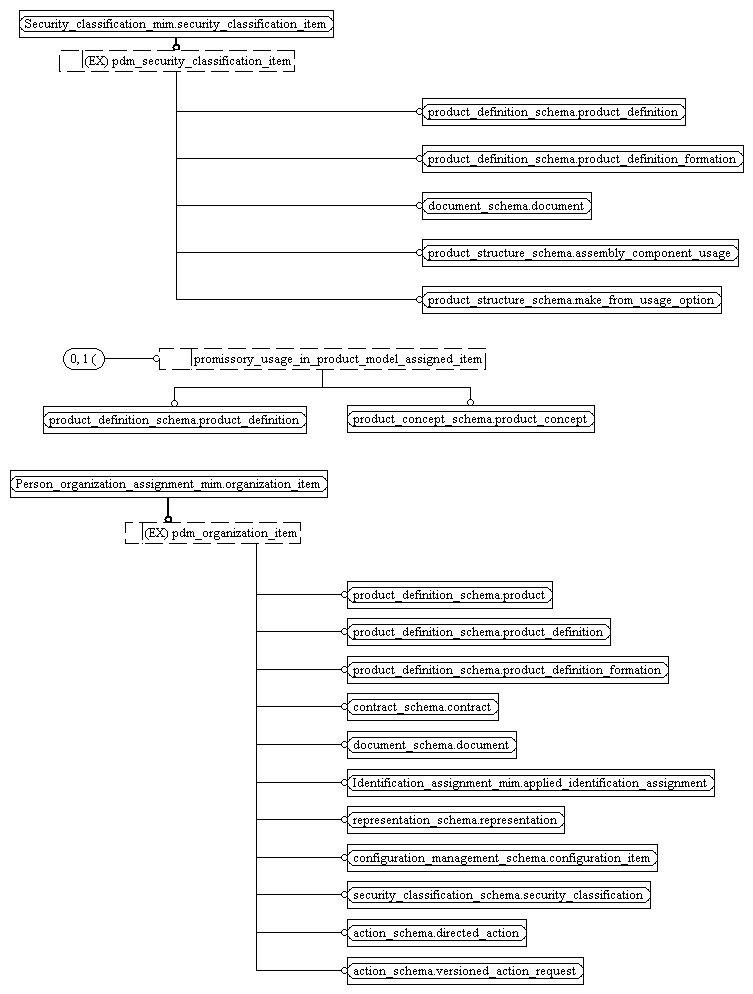 Security_classification_mim.security_classification_item
(EX) pdm_security_classification_item
product_definition_schema.product_definition
product_definition_schema.product_definition_formation
document_schema.document
product_structure_schema.assembly_component_usage
product_structure_schema.make_from_usage_option
0, 1 (
promissory_usage_in_product_model_assigned_item
product_definition_schema.product_definition
product_concept_schema.product_concept
Person_organization_assignment_mim.organization_item
(EX) pdm_organization_item
product_definition_schema.product
product_definition_schema.product_definition
product_definition_schema.product_definition_formation
contract_schema.contract
document_schema.document
Identification_assignment_mim.applied_identification_assignment
representation_schema.representation
configuration_management_schema.configuration_item
security_classification_schema.security_classification
action_schema.directed_action
action_schema.versioned_action_request